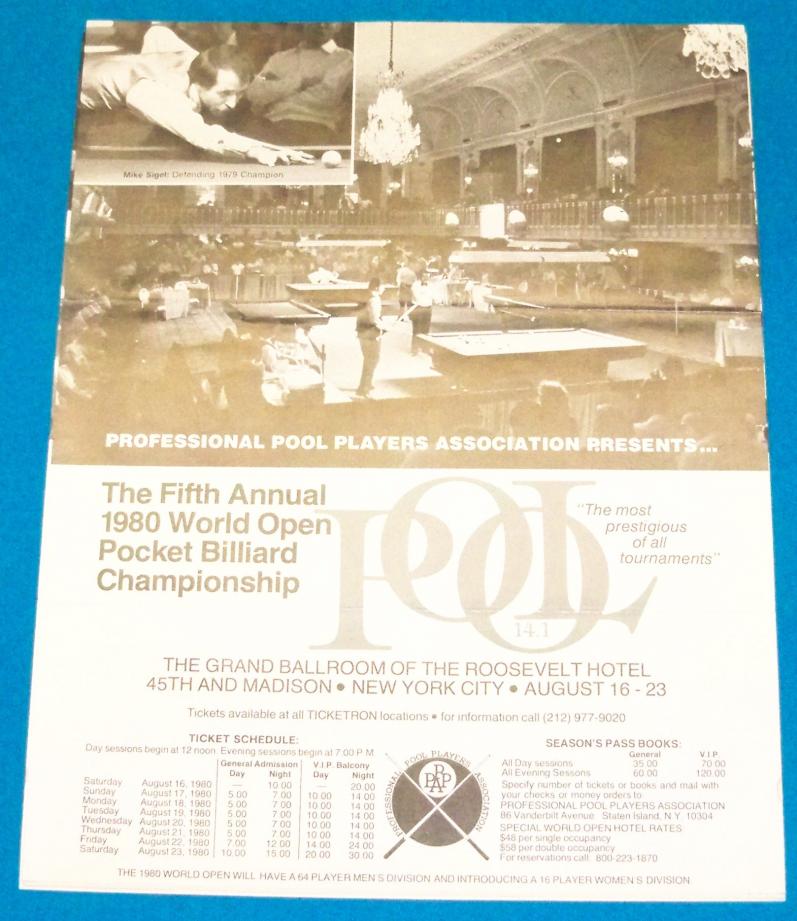 Mike Sigel: Defending 1979 Champion
PROFESSIONAL POOL PLAYERS ASSOCIATION PRESENTS...
The Fifth Annual
1980 World Open
Pocket Billiard
Championship
POOL
14.1
"The most
prestigious
of all
tournaments"
THE GRAND BALLROOM OF THE ROOSEVELT HOTEL
45TH AND MADISON • NEW YORK CITY • AUGUST 16 - 23
Tickets available at all TICKETRON locations • for information call (212) 977-9020
TICKET SCHEDULE:
Day sessions begin at 12 noon. Evening sessions begin at 7:00 P.M.
General Admission V.I.P. Balcony
Day Night Day Night
Saturday August 16, 1980 — 10.00 — 20.00
Sunday August 17, 1980 5.00 7.00 10.00 14.00
Monday August 18, 1980 5.00 7.00 10.00 14.00
Tuesday August 19, 1980 5.00 7.00 10.00 14.00
Wednesday August 20, 1980 5.00 7.00 10.00 14.00
Thursday August 21, 1980 5.00 7.00 10.00 14.00
Friday August 22, 1980 7.00 12.00 14.00 24.00
Saturday August 23, 1980 10.00 15.00 20.00 30.00
PROFESSIONAL POOL PLAYERS ASSOCIATION
PPPA
SEASON'S PASS BOOKS:
General V.I.P.
All Day sessions 35.00 70.00
All Evening Sessons 60.00 120.00
Specify number of tickets or books and mail with
your checks or money orders to
PROFESSIONAL POOL PLAYERS ASSOCIATION
86 Vanderbilt Avenue Staten Island, N.Y. 10304
SPECIAL WORLD OPEN HOTEL RATES
$48 per single occupancy
$58 per double occupancy
For reservations call 800-223-1870
THE 1980 WORLD OPEN WILL HAVE A 64 PLAYER MEN'S DIVISION AND INTRODUCING A 16 PLAYER WOMEN'S DIVISION.